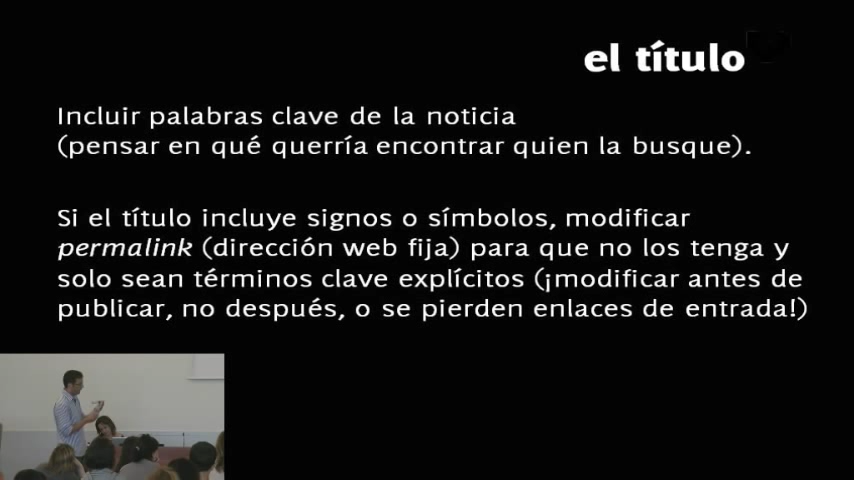 el título
Incluir palabras clave de la noticia
(pensar en qué querría encontrar quien la busque).
Si el título incluye signos o símbolos, modificar
permalink (dirección web fija) para que no los tenga y
solo sean términos clave explícitos (¡modificar antes de
publicar, no después, o se pierden enlaces de entrada!)